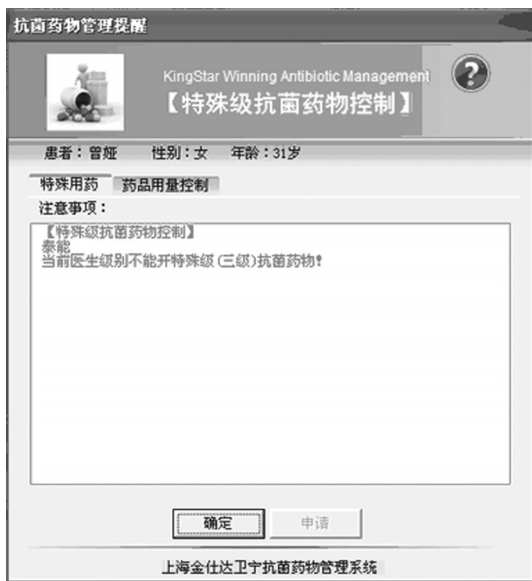 抗菌药物管理提醒
KingStar Winning Antibiotic Management
【特殊级抗菌药物控制】
?
患者：曾娅 性别：女 年龄：31岁
特殊用药 药品用量控制
注意事项：
【特殊级抗菌药物控制】
泰能
当前医生级别不能开特殊级(三级)抗菌药物!
确定 申请
上海金仕达卫宁抗菌药物管理系统